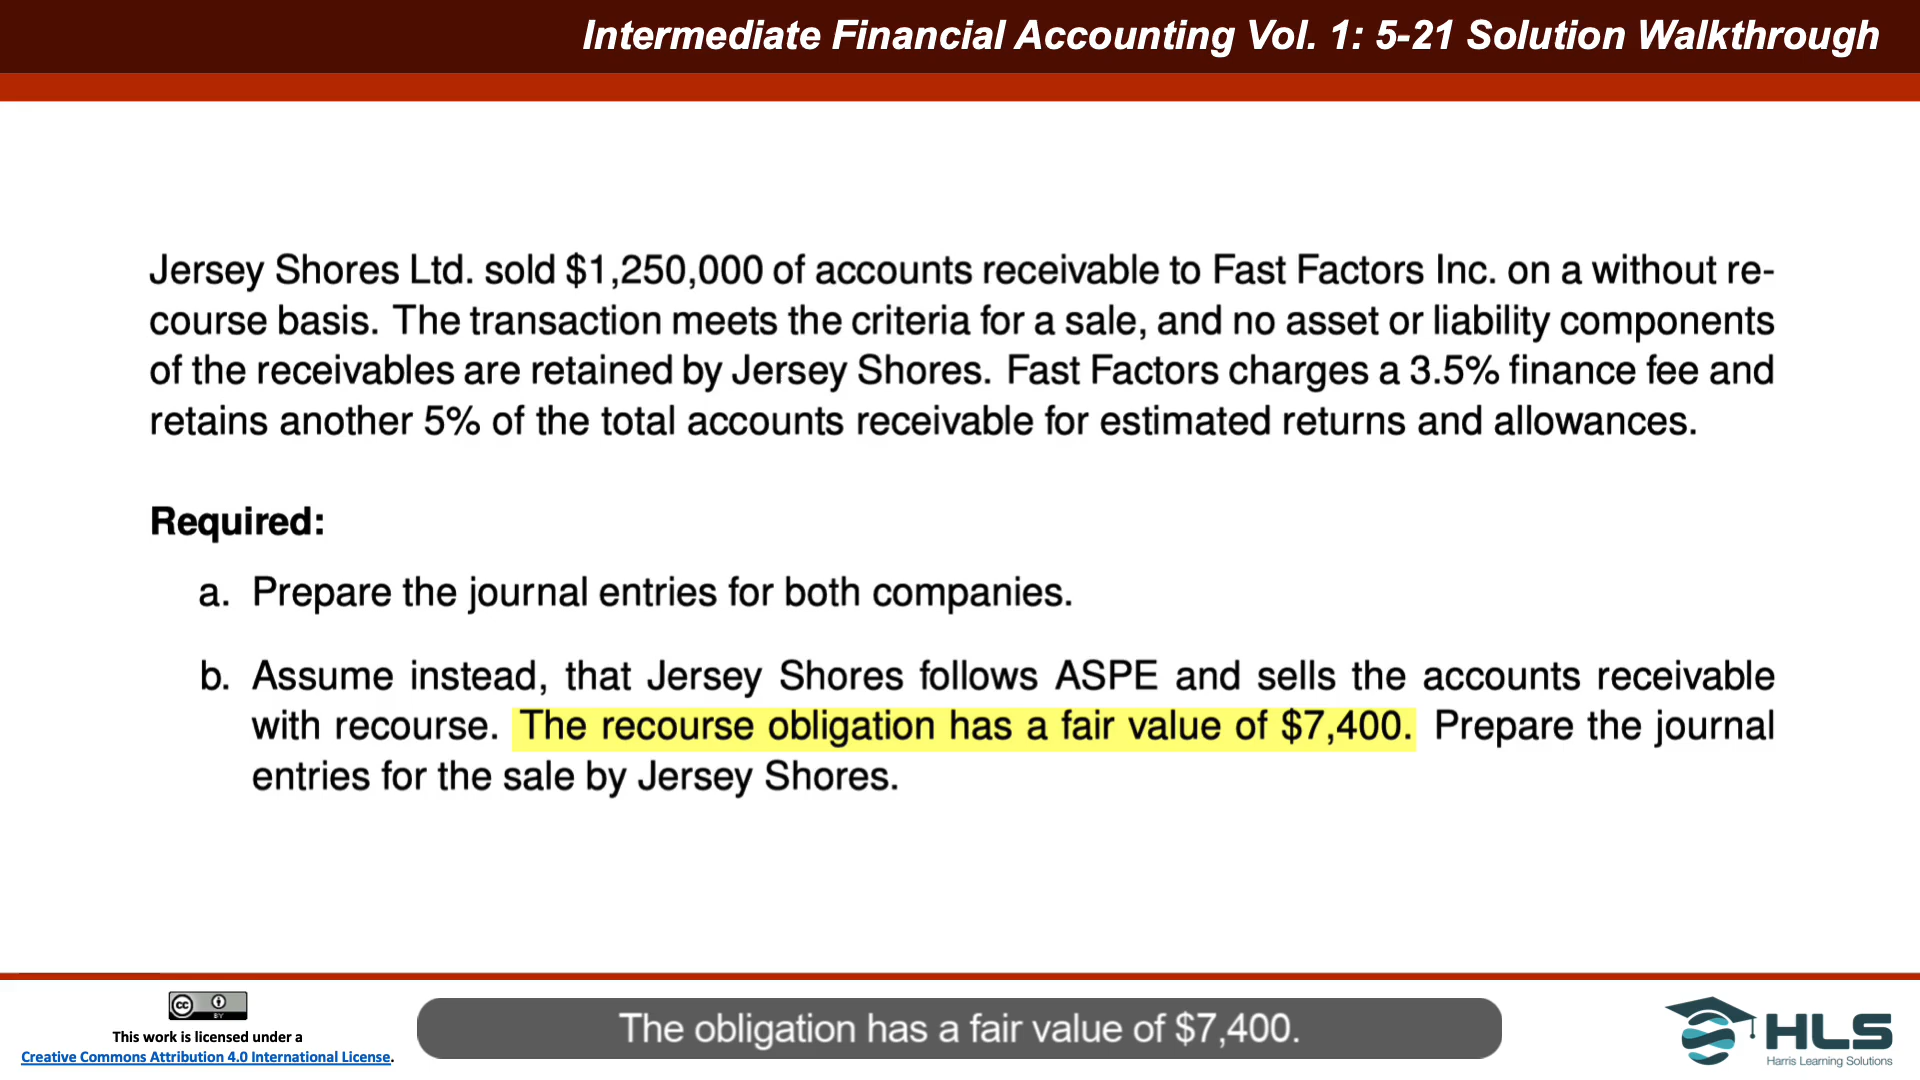 Intermediate Financial Accounting Vol. 1: 5-21 Solution Walkthrough
Jersey Shores Ltd. sold $1,250,000 of accounts receivable to Fast Factors Inc. on a without re-
course basis. The transaction meets the criteria for a sale, and no asset or liability components
of the receivables are retained by Jersey Shores. Fast Factors charges a 3.5% finance fee and
retains another 5% of the total accounts receivable for estimated returns and allowances.
Required:
a. Prepare the journal entries for both companies.
b. Assume instead, that Jersey Shores follows ASPE and sells the accounts receivable
with recourse. The recourse obligation has a fair value of $7,400. Prepare the journal
entries for the sale by Jersey Shores.
cc BY
This work is licensed under a
Creative Commons Attribution 4.0 International License.
The obligation has a fair value of $7,400.
HLS
Harris Learning Solutions